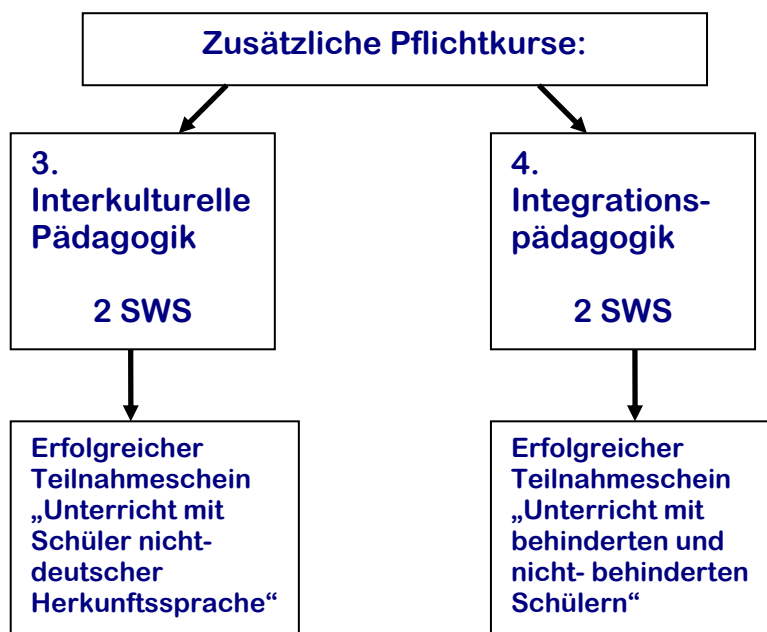 Zusätzliche Pflichtkurse:
3.
Interkulturelle
Pädagogik
2 SWS
4.
Integrations-
pädagogik
2 SWS
Erfolgreicher
Teilnahmeschein
„Unterricht mit
Schüler nicht-
deutscher
Herkunftssprache“
Erfolgreicher
Teilnahmeschein
„Unterricht mit
behinderten und
nicht- behinderten
Schülern“